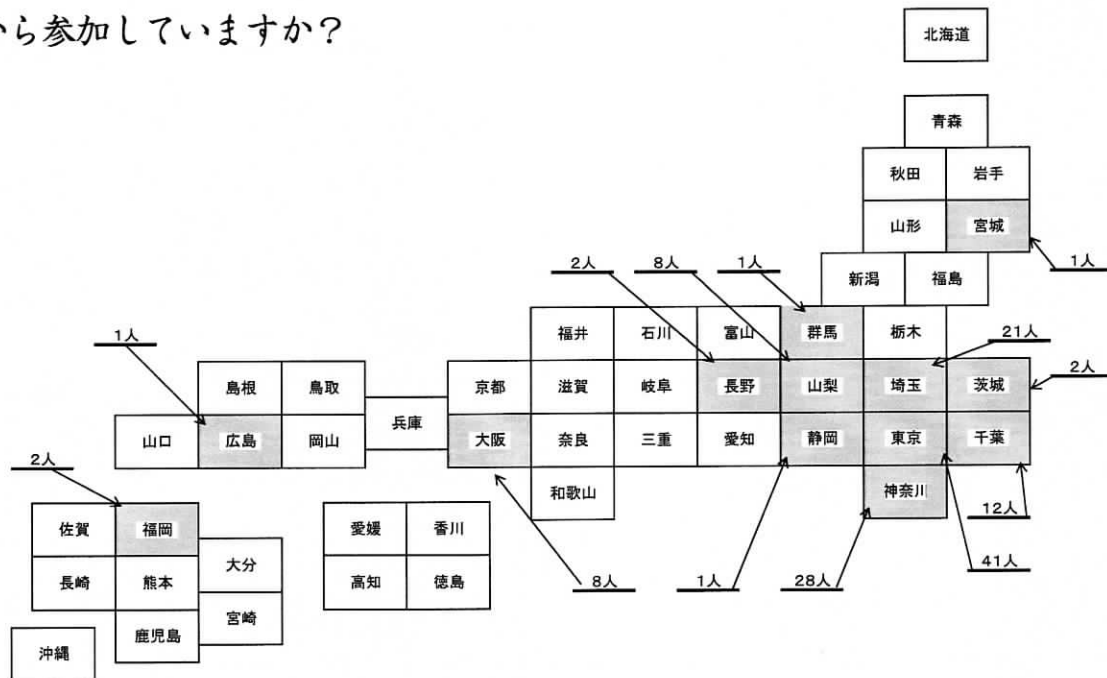 から参加していますか？
北海道
青森
秋田 岩手
山形 宮城
1人
2人 8人 1人
新潟 福島
福井 石川 富山 群馬 栃木
21人
1人
島根 鳥取 京都 滋賀 岐阜 長野 山梨 埼玉 茨城
2人
兵庫
山口 広島 岡山 大阪 奈良 三重 愛知 静岡 東京 千葉
2人
和歌山 神奈川
12人
佐賀 福岡 愛媛 香川
大分
41人
長崎 熊本 高知 徳島
8人 1人 28人
宮崎
鹿児島
沖縄